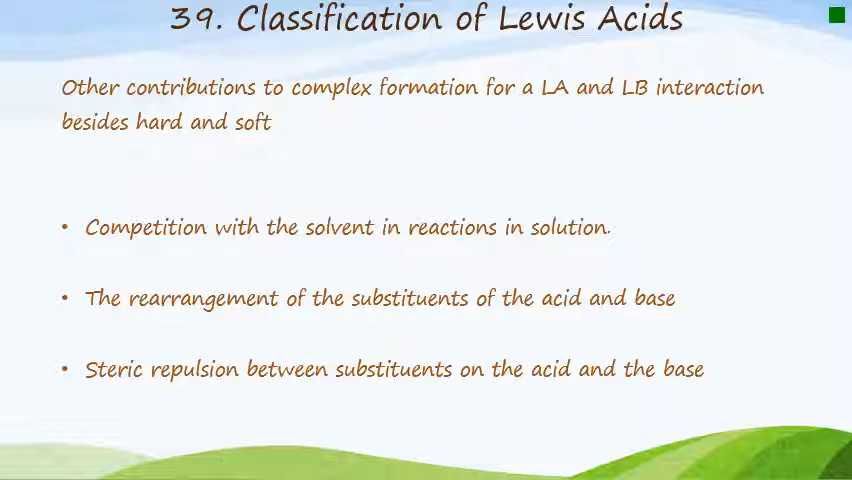 39. Classification of Lewis Acids
Other contributions to complex formation for a LA and LB interaction
besides hard and soft
• Competition with the solvent in reactions in solution.
• The rearrangement of the substituents of the acid and base
• Steric repulsion between substituents on the acid and the base